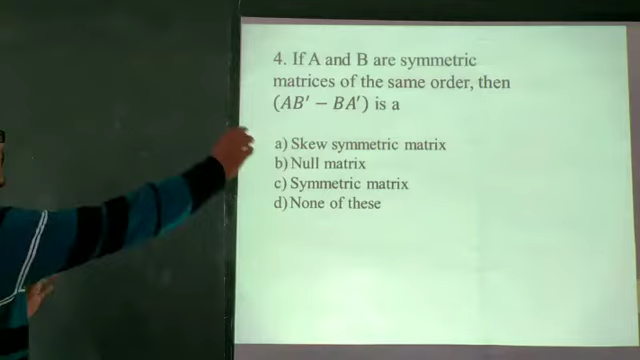 4. If A and B are symmetric
matrices of the same order, then
(AB′ − BA′) is a
a) Skew symmetric matrix
b) Null matrix
c) Symmetric matrix
d) None of these